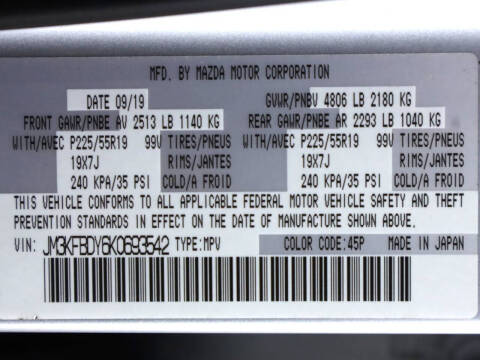 MFD. BY MAZDA MOTOR CORPORATION
DATE 09/19 GVWR/PNBV 4806 LB 2180 KG
FRONT GAWR/PNBE AV 2513 LB 1140 KG REAR GAWR/PNBE AR 2293 LB 1040 KG
WITH/AVEC P225/55R19 99V TIRES/PNEUS WITH/AVEC P225/55R19 99V TIRES/PNEUS
19X7J RIMS/JANTES 19X7J RIMS/JANTES
240 KPA/35 PSI COLD/A FROID 240 KPA/35 PSI COLD/A FROID
THIS VEHICLE CONFORMS TO ALL APPLICABLE FEDERAL MOTOR VEHICLE SAFETY AND THEFT
PREVENTION STANDARDS IN EFFECT ON THE DATE OF MANUFACTURE SHOWN ABOVE.
VIN: JM3KFBDY6K0693542 TYPE:MPV COLOR CODE:45P MADE IN JAPAN